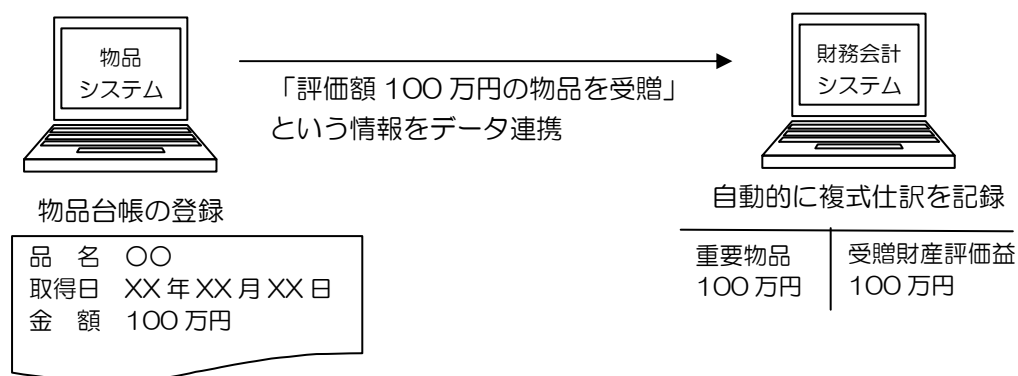 物品
システム
財務会計
システム
「評価額 100 万円の物品を受贈」
という情報をデータ連携
物品台帳の登録
自動的に複式仕訳を記録
品　名　○○
取得日　XX 年 XX 月 XX 日
金　額　100 万円
重要物品
100 万円
受贈財産評価益
100 万円